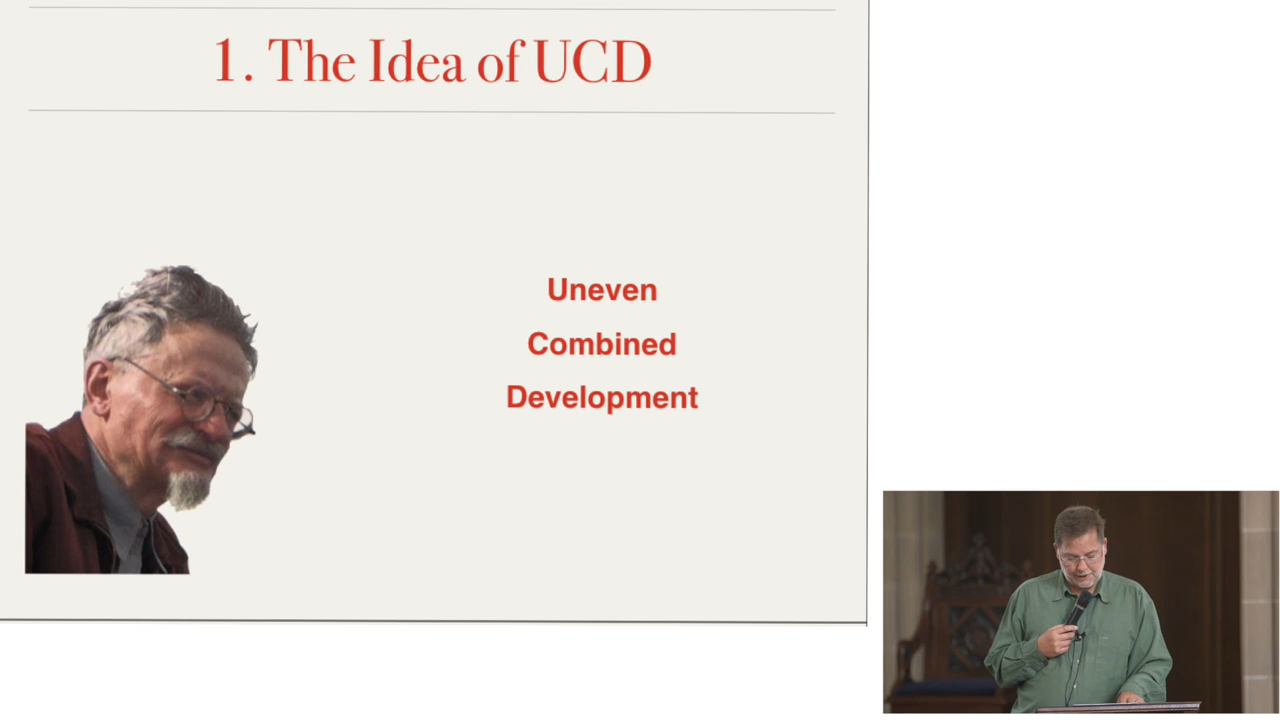 1. The Idea of UCD
Uneven
Combined
Development